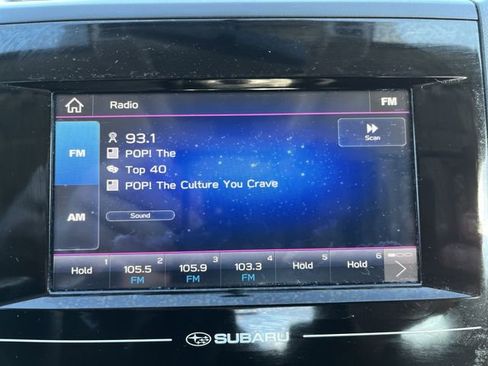 Radio FM
93.1
Scan
FM POP! The
Top 40
POP! The Culture You Crave
AM Sound
1 2 3 4 5 6
Hold 105.5 105.9 103.3 Hold Hold
FM FM FM
SUBARU